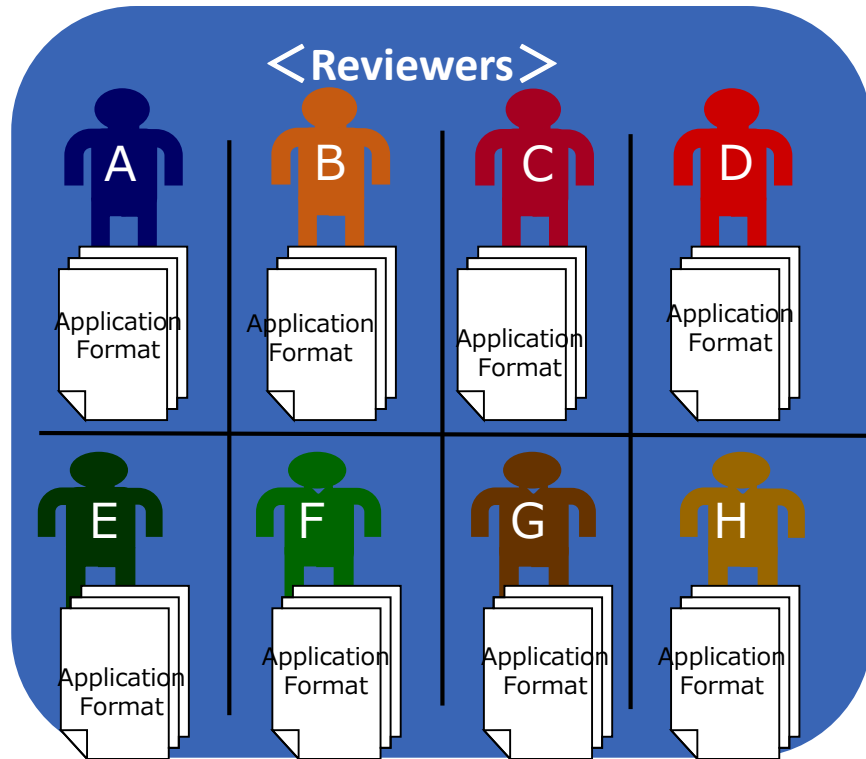 ＜Reviewers＞
A
B
C
D
Application
Format
Application
Format
Application
Format
Application
Format
E
F
G
H
Application
Format
Application
Format
Application
Format
Application
Format